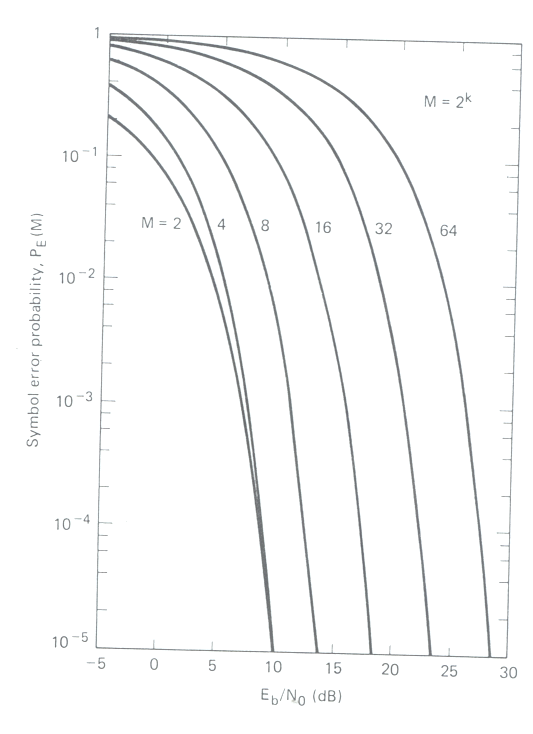 1
M = 2^k
10^-1
M = 2 4 8 16 32 64
10^-2
Symbol error probability, P_E (M)
10^-3
10^-4
10^-5
-5 0 5 10 15 20 25 30
E_b/N_0 (dB)